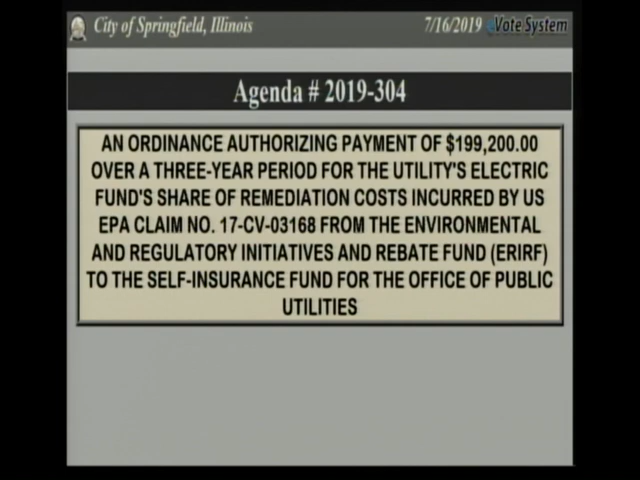 City of Springfield, Illinois 7/16/2019 eVote System
Agenda # 2019-304
AN ORDINANCE AUTHORIZING PAYMENT OF $199,200.00
OVER A THREE-YEAR PERIOD FOR THE UTILITY'S ELECTRIC
FUND'S SHARE OF REMEDIATION COSTS INCURRED BY US
EPA CLAIM NO. 17-CV-03168 FROM THE ENVIRONMENTAL
AND REGULATORY INITIATIVES AND REBATE FUND (ERIRF)
TO THE SELF-INSURANCE FUND FOR THE OFFICE OF PUBLIC
UTILITIES